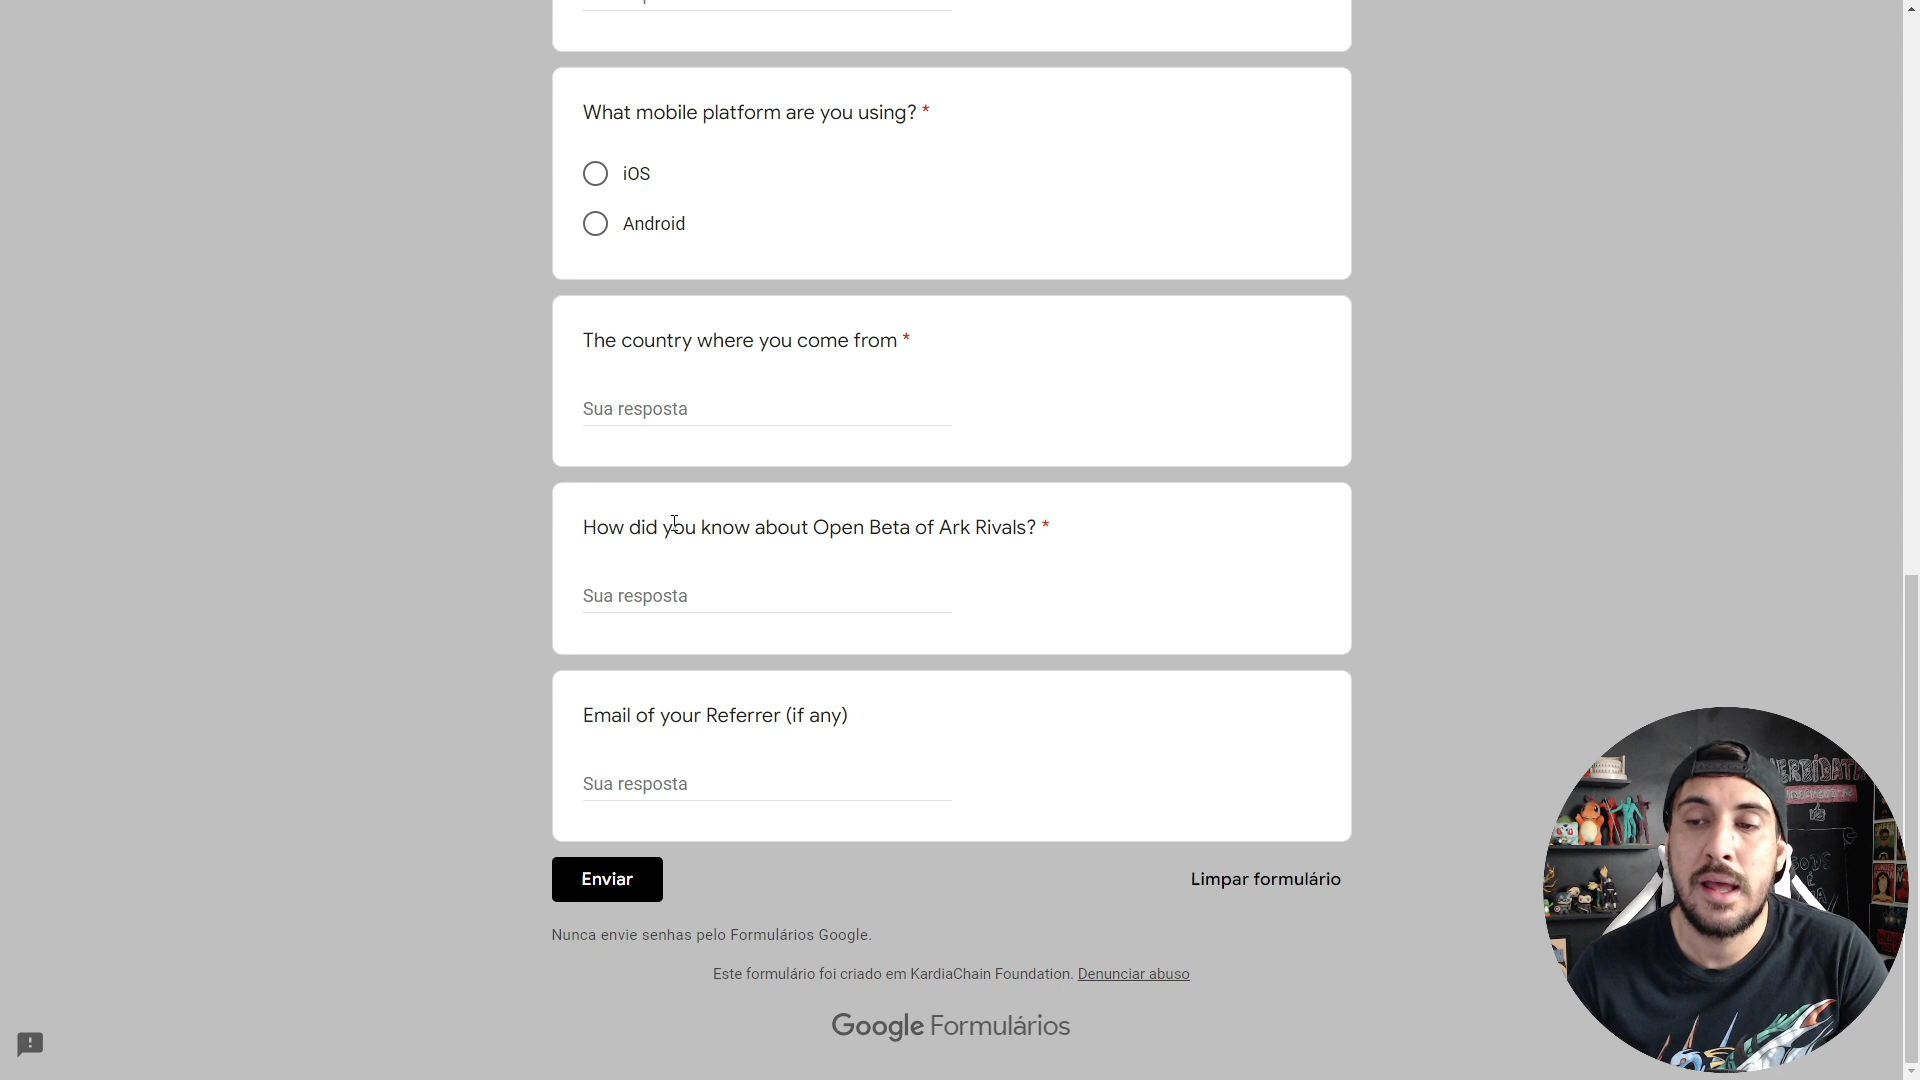 What mobile platform are you using? *
iOS
Android
The country where you come from *
Sua resposta
How did you know about Open Beta of Ark Rivals? *
Sua resposta
Email of your Referrer (if any)
Sua resposta
Enviar
Limpar formulário
Nunca envie senhas pelo Formulários Google.
Este formulário foi criado em KardiaChain Foundation. Denunciar abuso
Google Formulários